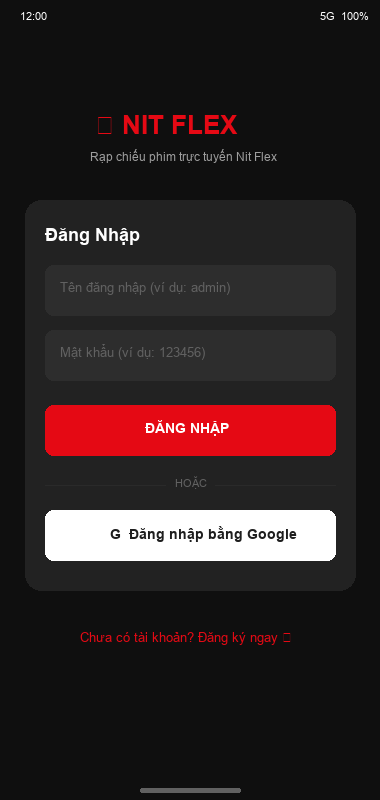 12:00
5G 100%
NIT FLEX
Rạp chiếu phim trực tuyến Nit Flex
Đăng Nhập
Tên đăng nhập (ví dụ: admin)
Mật khẩu (ví dụ: 123456)
ĐĂNG NHẬP
HOẶC
G Đăng nhập bằng Google
Chưa có tài khoản? Đăng ký ngay